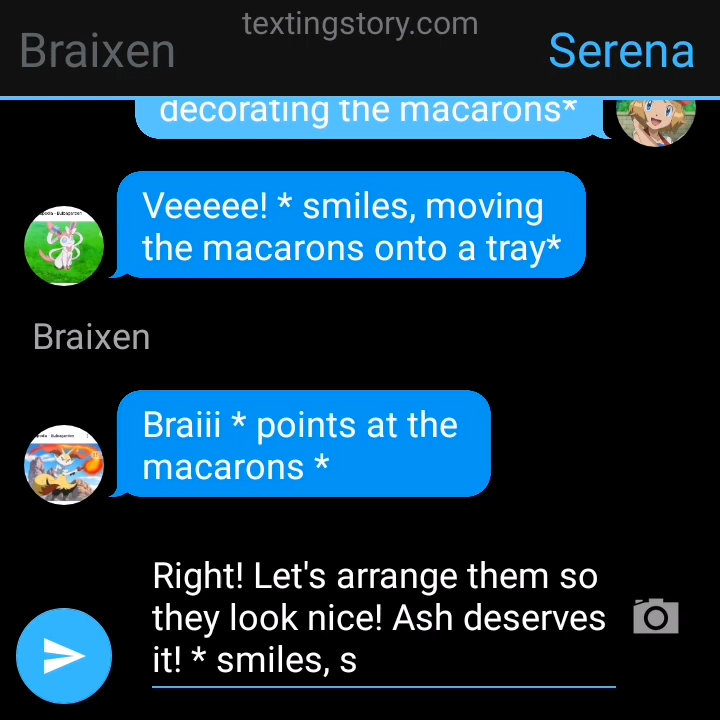 textingstory.com
Braixen
Serena
decorating the macarons*
Veeeee! * smiles, moving
the macarons onto a tray*
Braixen
Braiii * points at the
macarons *
Right! Let's arrange them so
they look nice! Ash deserves
it! * smiles, s